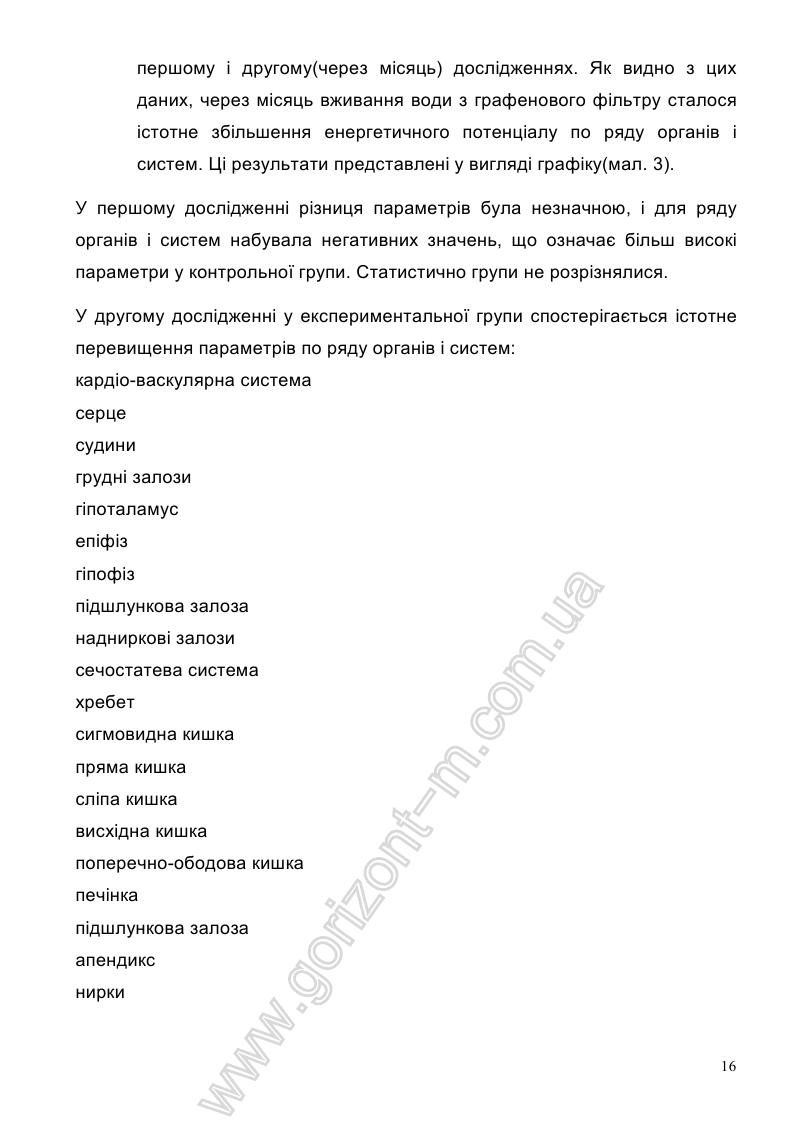 першому і другому(через місяць) дослідженнях. Як видно з цих
даних, через місяць вживання води з графенового фільтру сталося
істотне збільшення енергетичного потенціалу по ряду органів і
систем. Ці результати представлені у вигляді графіку(мал. 3).
У першому дослідженні різниця параметрів була незначною, і для ряду
органів і систем набувала негативних значень, що означає більш високі
параметри у контрольної групи. Статистично групи не розрізнялися.
У другому дослідженні у експериментальної групи спостерігається істотне
перевищення параметрів по ряду органів і систем:
кардіо-васкулярна система
серце
судини
грудні залози
гіпоталамус
епіфіз
гіпофіз
підшлункова залоза
надниркові залози
сечостатева система
хребет
сигмовидна кишка
пряма кишка
сліпа кишка
висхідна кишка
поперечно-ободова кишка
печінка
підшлункова залоза
апендикс
нирки
www.gorizont-m.com.ua
16